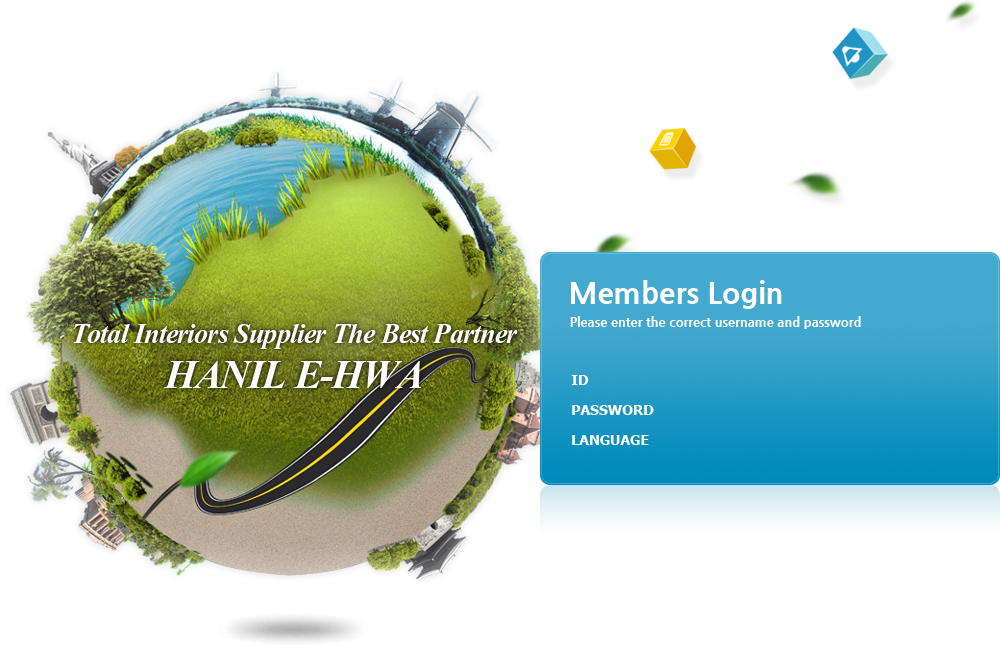 Total Interiors Supplier The Best Partner
HANIL E-HWA
Members Login
Please enter the correct username and password
ID
PASSWORD
LANGUAGE